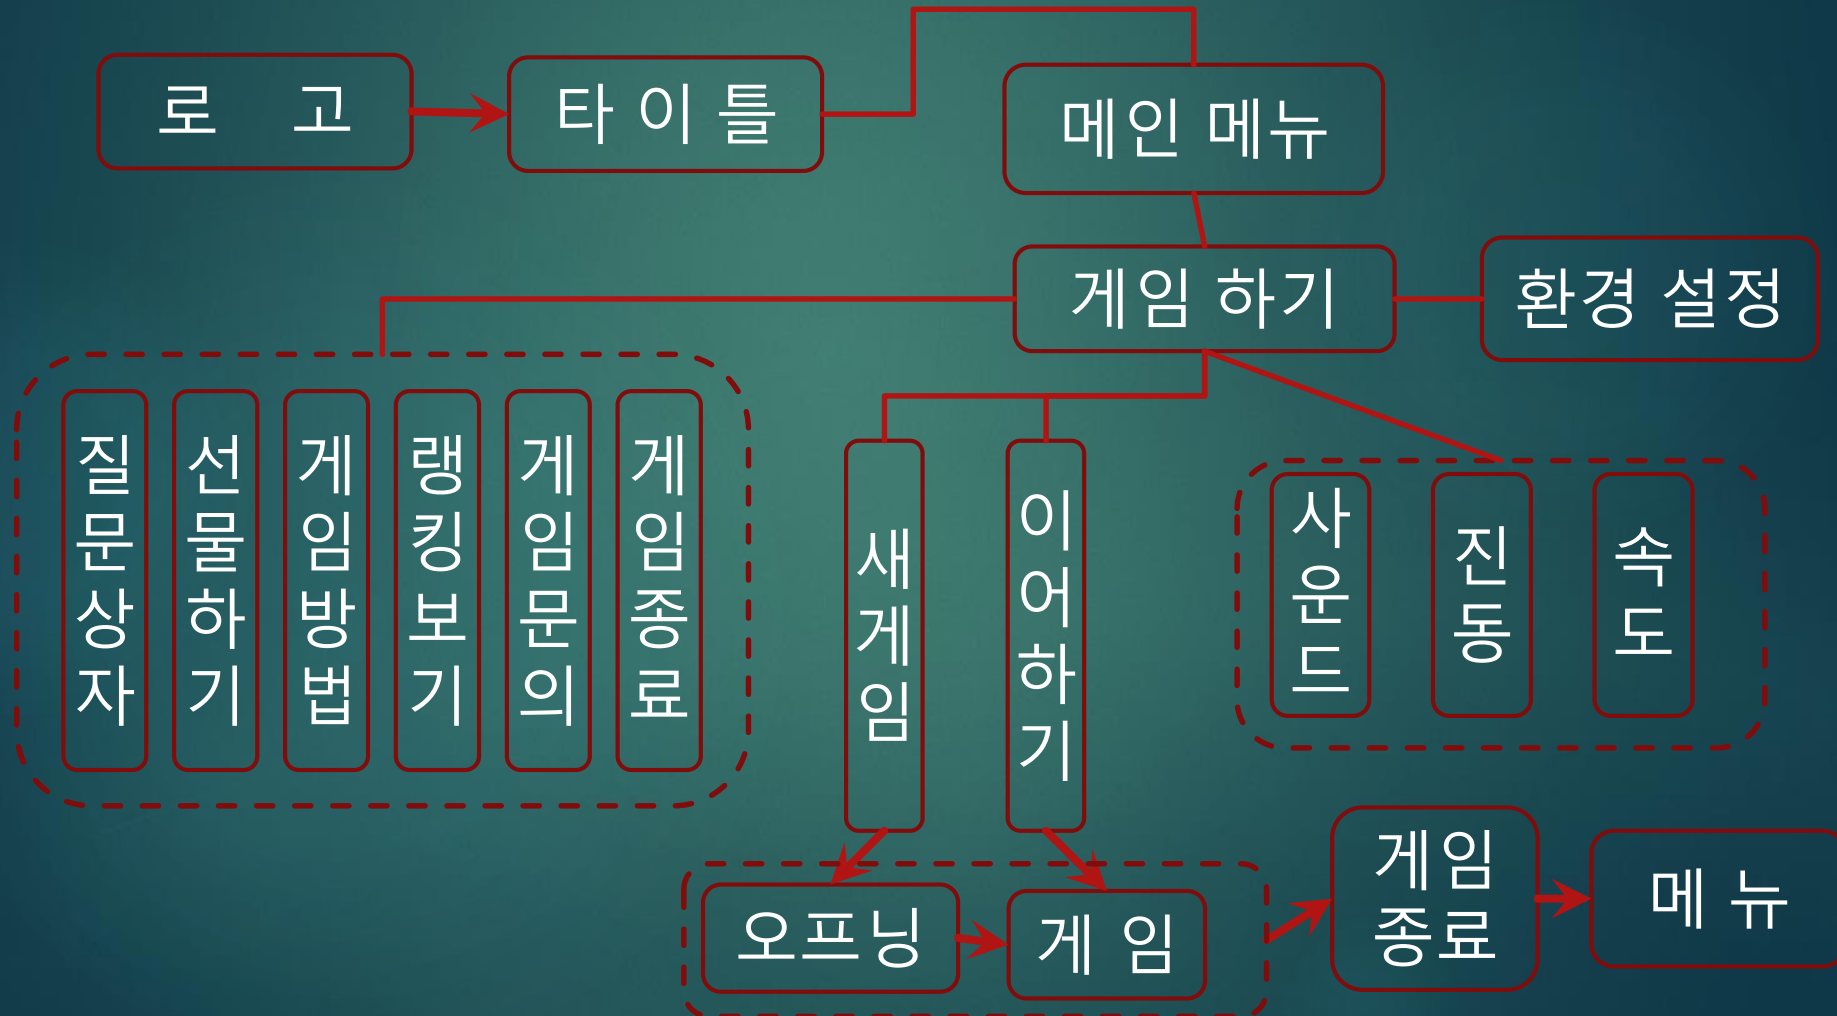 로 고
타 이 틀
메인 메뉴
게임 하기
환경 설정
질문상자
선물하기
게임방법
랭킹보기
게임문의
게임종료
새게임
이어하기
사운드
진동
속도
오프닝
게 임
게임
종료
메 뉴